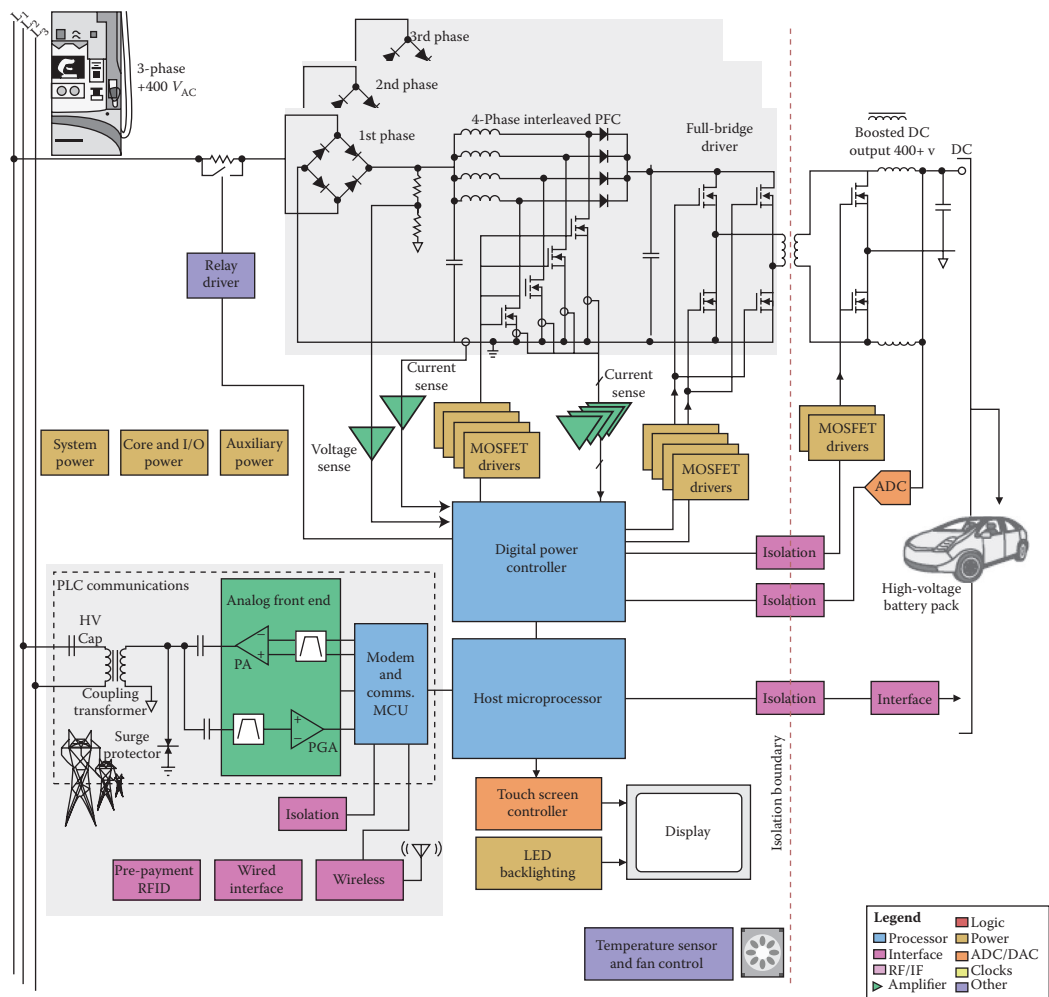 L1
L2
L3
3-phase
+400 VAC
3rd phase
2nd phase
1st phase
4-Phase interleaved PFC
Full-bridge
driver
Boosted DC
output 400+ v
DC
Relay
driver
Current
sense
Voltage
sense
Current
sense
MOSFET
drivers
MOSFET
drivers
MOSFET
drivers
System
power
Core and I/O
power
Auxiliary
power
ADC
Digital power
controller
Isolation
Isolation
High-voltage
battery pack
PLC communications
HV
Cap
Analog front end
PA
Modem
and
comms.
MCU
Coupling
transformer
Surge
protector
PGA
Host microprocessor
Isolation
Interface
Isolation boundary
Isolation
Touch screen
controller
Display
LED
backlighting
Pre-payment
RFID
Wired
interface
Wireless
Temperature sensor
and fan control
Legend
Processor
Interface
RF/IF
Amplifier
Logic
Power
ADC/DAC
Clocks
Other